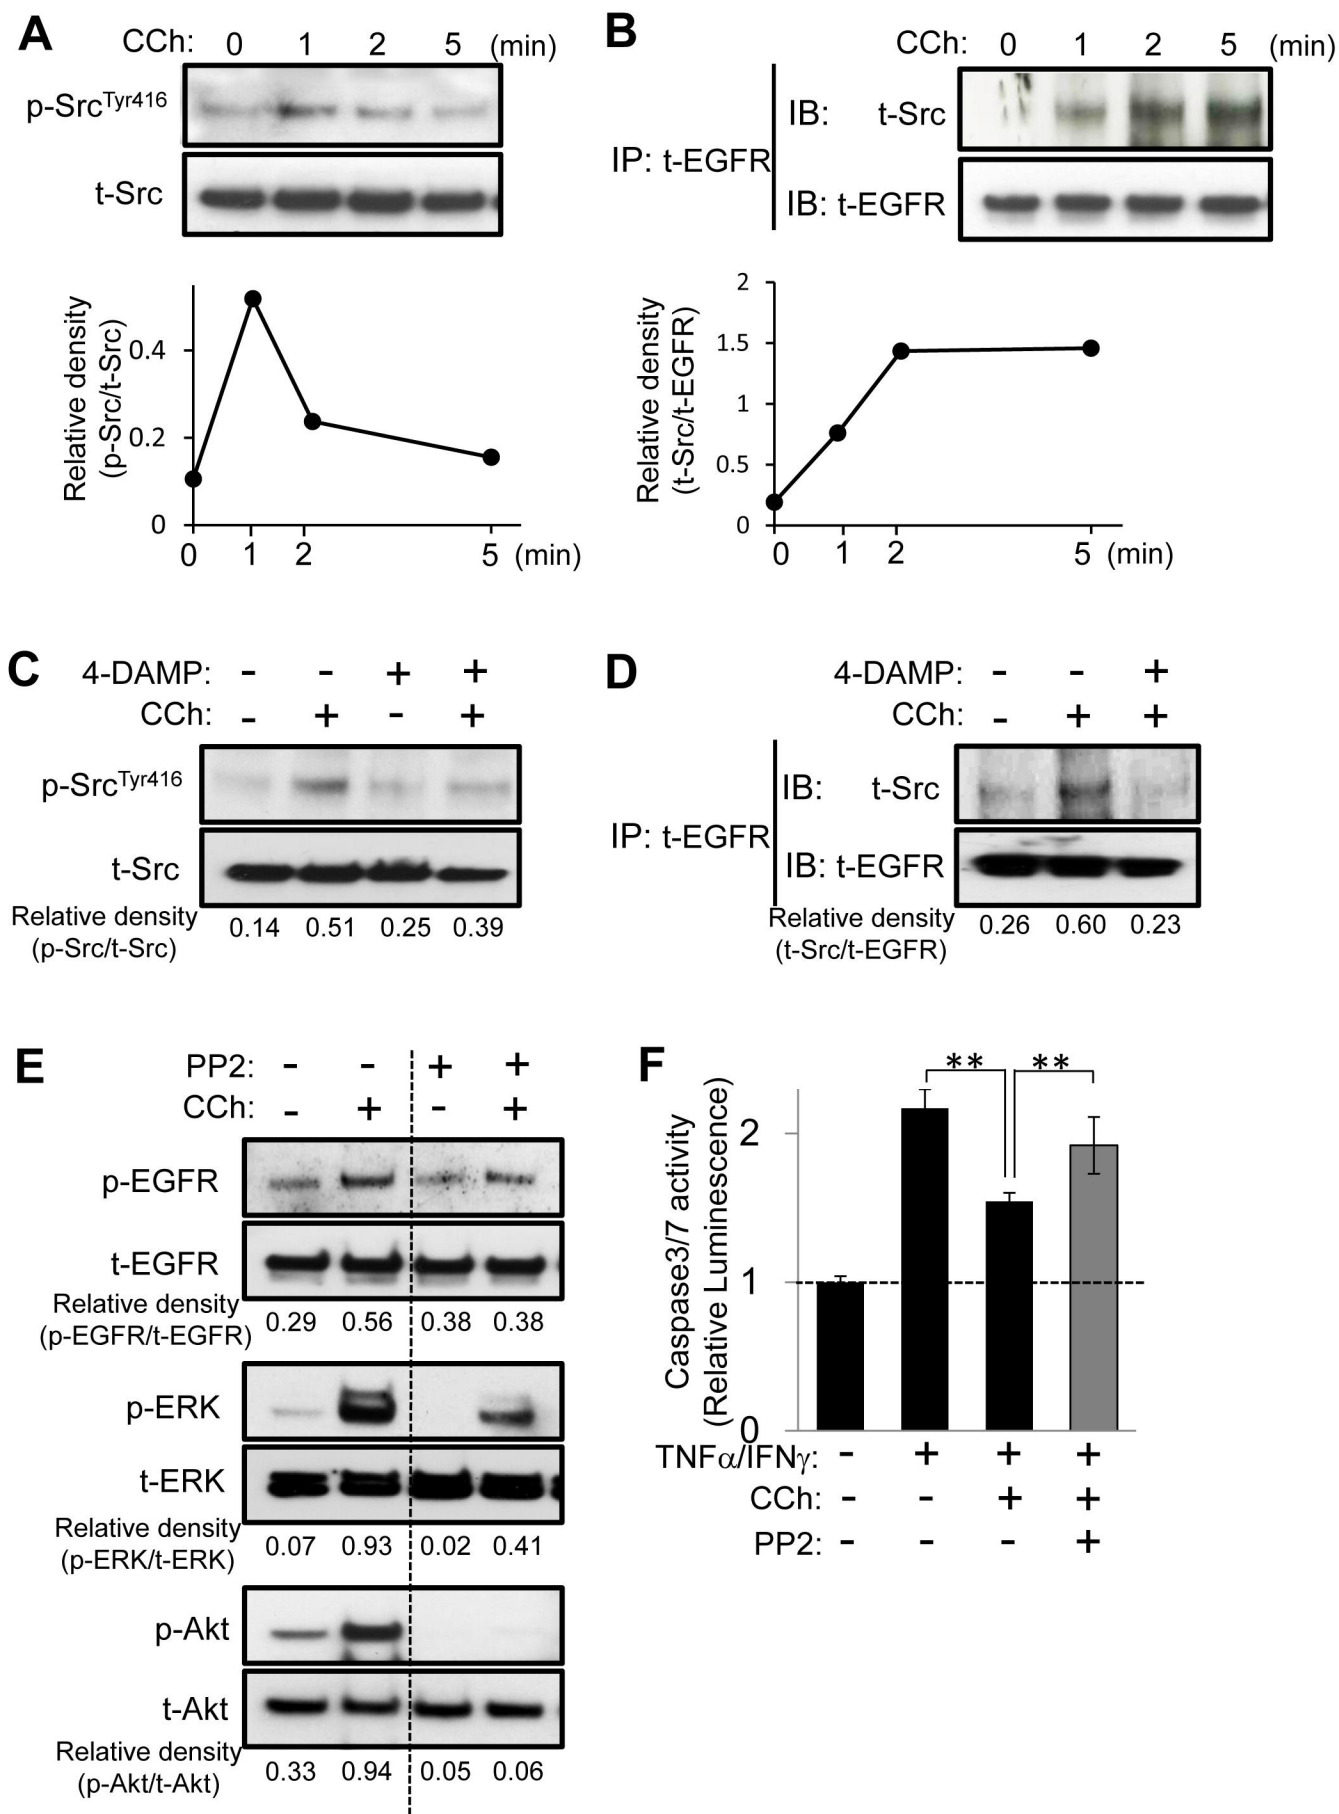 A
CCh: 0 1 2 5 (min)
p-SrcTyr416
t-Src
Relative density
(p-Src/t-Src)
0.4
0.2
0
0 1 2 5 (min)
B
CCh: 0 1 2 5 (min)
IP: t-EGFR
IB: t-Src
IB: t-EGFR
Relative density
(t-Src/t-EGFR)
2
1.5
1
0.5
0
0 1 2 5 (min)
C
4-DAMP: - - + +
CCh: - + - +
p-SrcTyr416
t-Src
Relative density
(p-Src/t-Src)
0.14 0.51 0.25 0.39
D
4-DAMP: - - +
CCh: - + +
IP: t-EGFR
IB: t-Src
IB: t-EGFR
Relative density
(t-Src/t-EGFR)
0.26 0.60 0.23
E
PP2: - - + +
CCh: - + - +
p-EGFR
t-EGFR
Relative density
(p-EGFR/t-EGFR)
0.29 0.56 0.38 0.38
p-ERK
t-ERK
Relative density
(p-ERK/t-ERK)
0.07 0.93 0.02 0.41
p-Akt
t-Akt
Relative density
(p-Akt/t-Akt)
0.33 0.94 0.05 0.06
F
** **
Caspase3/7 activity
(Relative Luminescence)
2
1
0
TNFα/IFNγ: - + + +
CCh: - - + +
PP2: - - - +